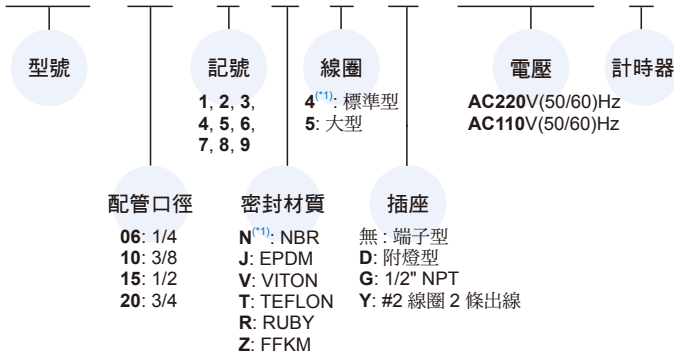 型號
記號
線圈
電壓
計時器
1, 2, 3,
4, 5, 6,
7, 8, 9
4(*1): 標準型
5: 大型
AC220V(50/60)Hz
AC110V(50/60)Hz
配管口徑
06: 1/4
10: 3/8
15: 1/2
20: 3/4
密封材質
N(*1): NBR
J: EPDM
V: VITON
T: TEFLON
R: RUBY
Z: FFKM
插座
無 : 端子型
D: 附燈型
G: 1/2" NPT
Y: #2 線圈 2 條出線